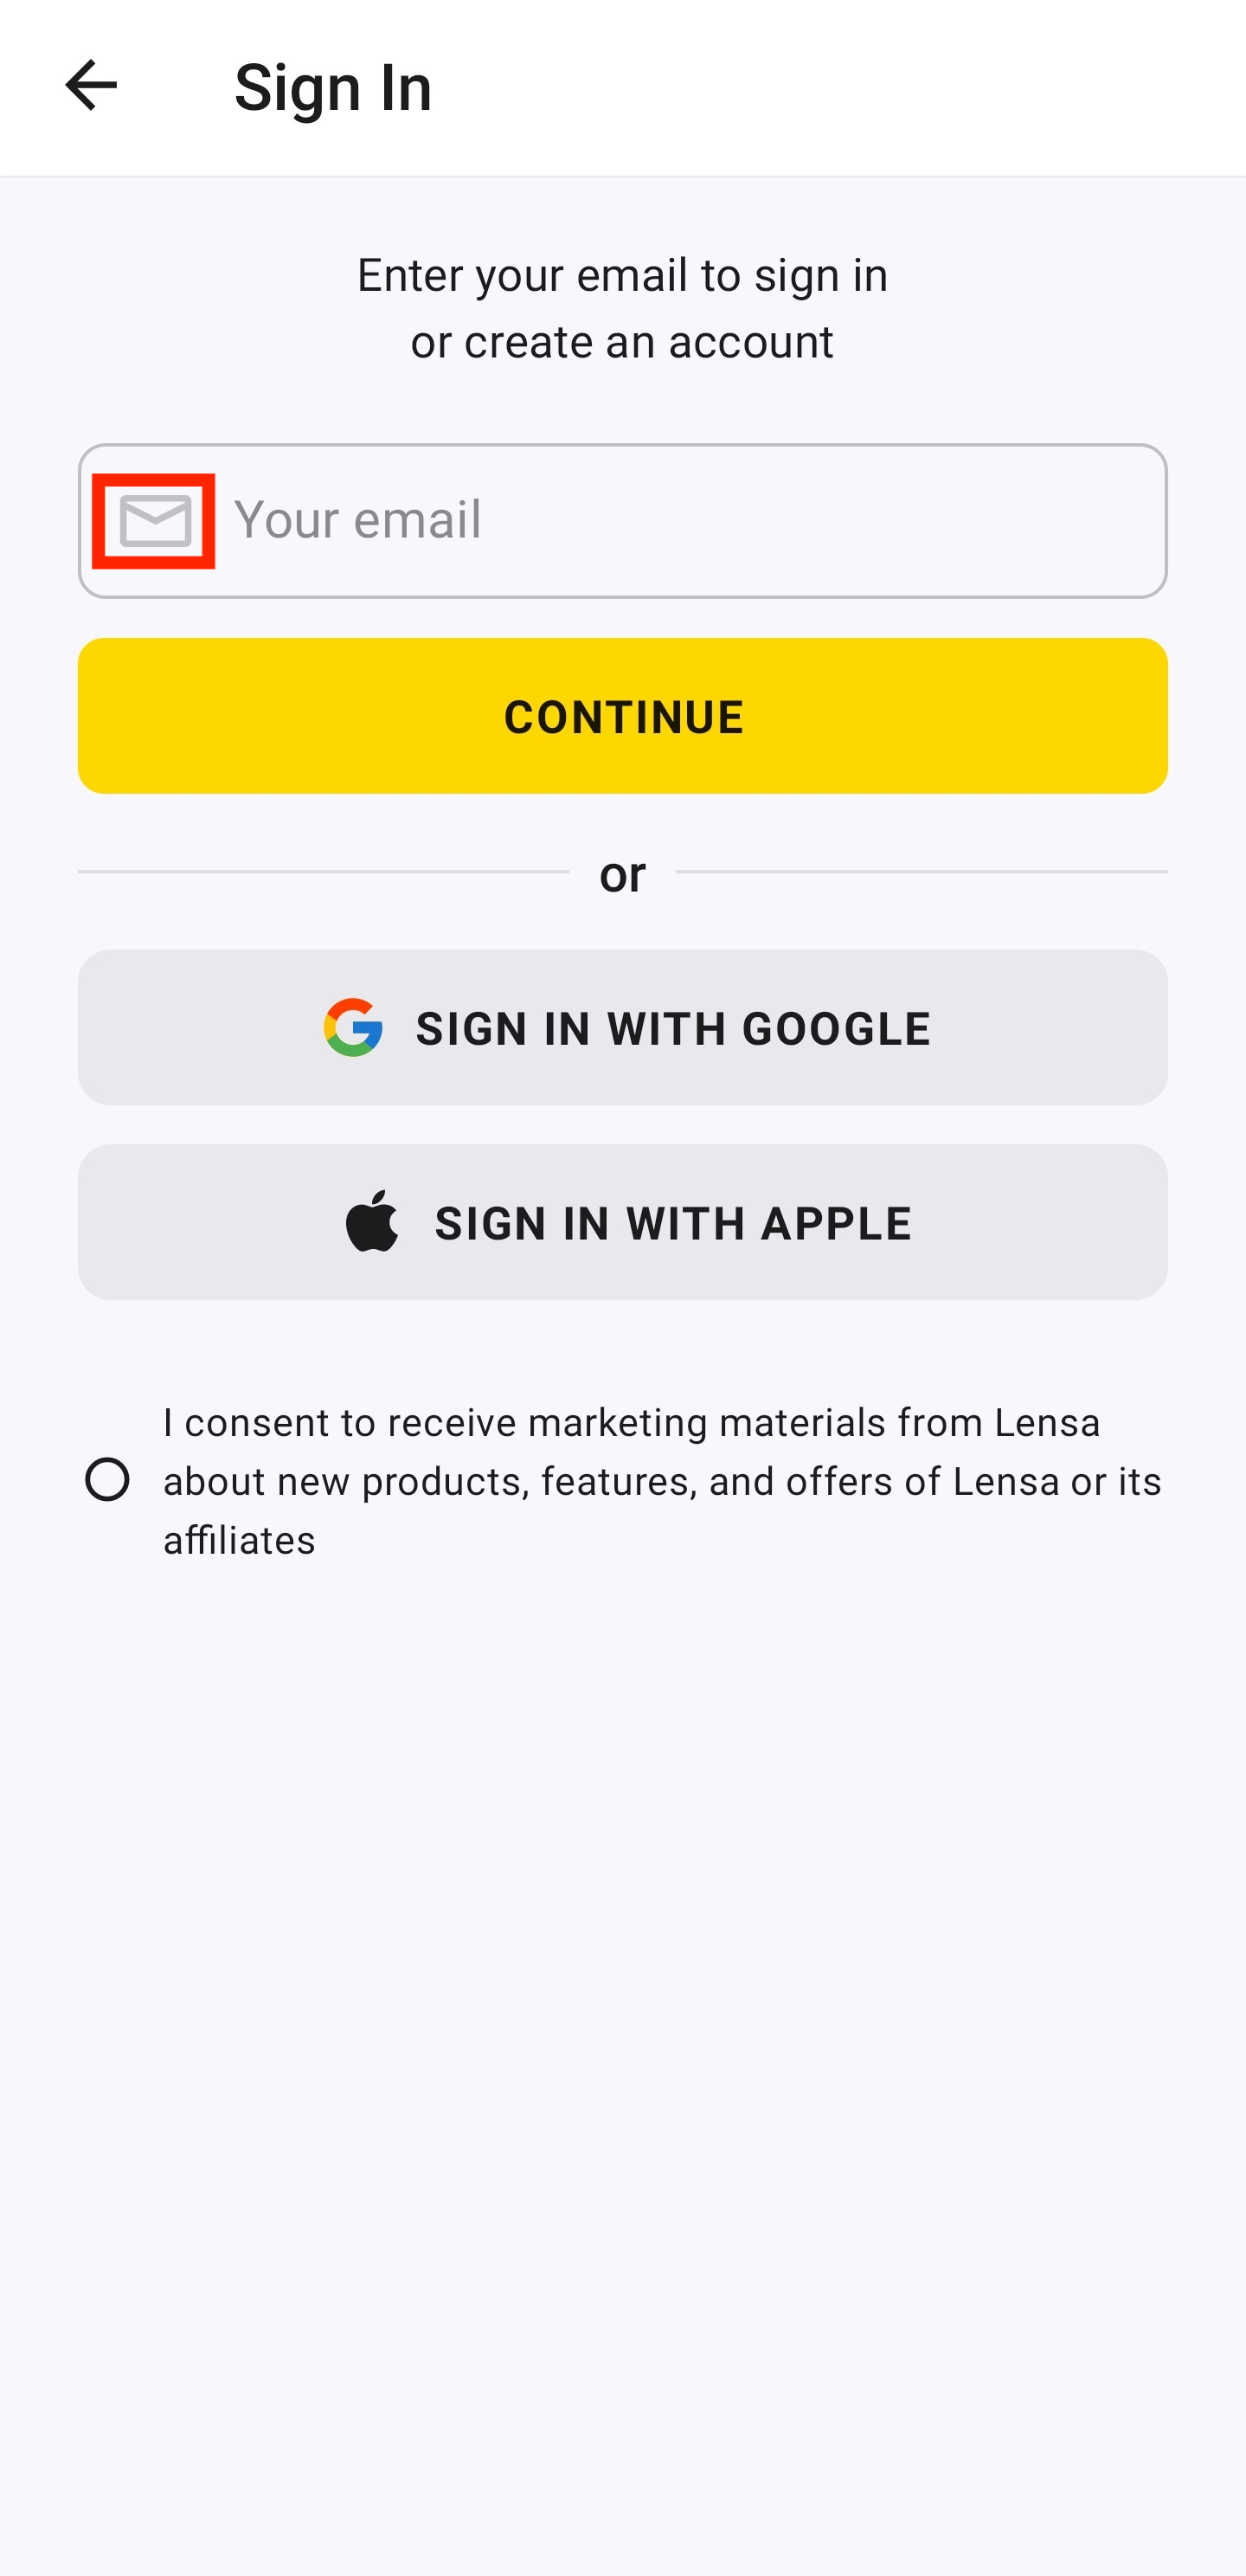 Sign In
Enter your email to sign in
or create an account
Your email
CONTINUE
or
SIGN IN WITH GOOGLE
SIGN IN WITH APPLE
I consent to receive marketing materials from Lensa
about new products, features, and offers of Lensa or its
affiliates